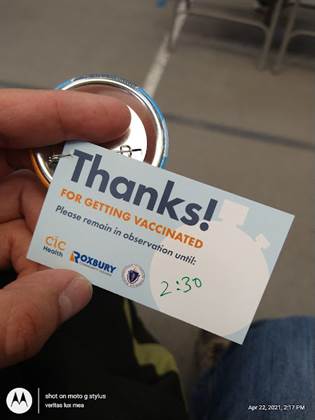 Thanks!
FOR GETTING VACCINATED
Please remain in observation until:
2:30
CIC
Health
ROXBURY
shot on moto g stylus
veritas lux mea
Apr 22, 2021, 2:17 PM